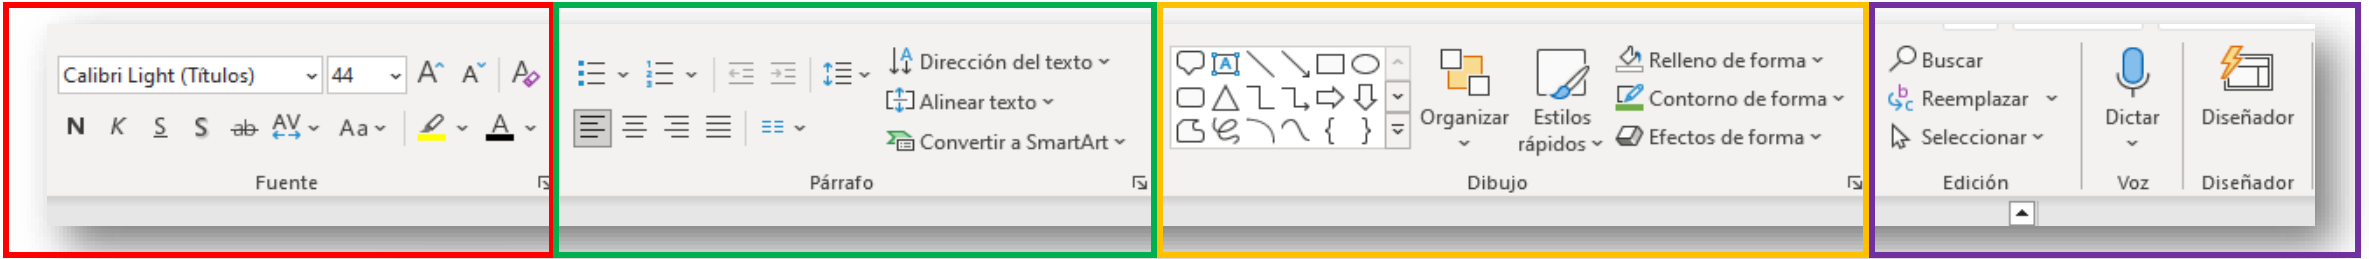 Calibri Light (Títulos) 44 A A A
N K S S ab AV Aa A
Fuente
Dirección del texto
Alinear texto
Convertir a SmartArt
Párrafo
A
Organizar
Estilos
rápidos
Relleno de forma
Contorno de forma
Efectos de forma
Dibujo
Buscar
Reemplazar
Seleccionar
Edición
Dictar
Voz
Diseñador
Diseñador